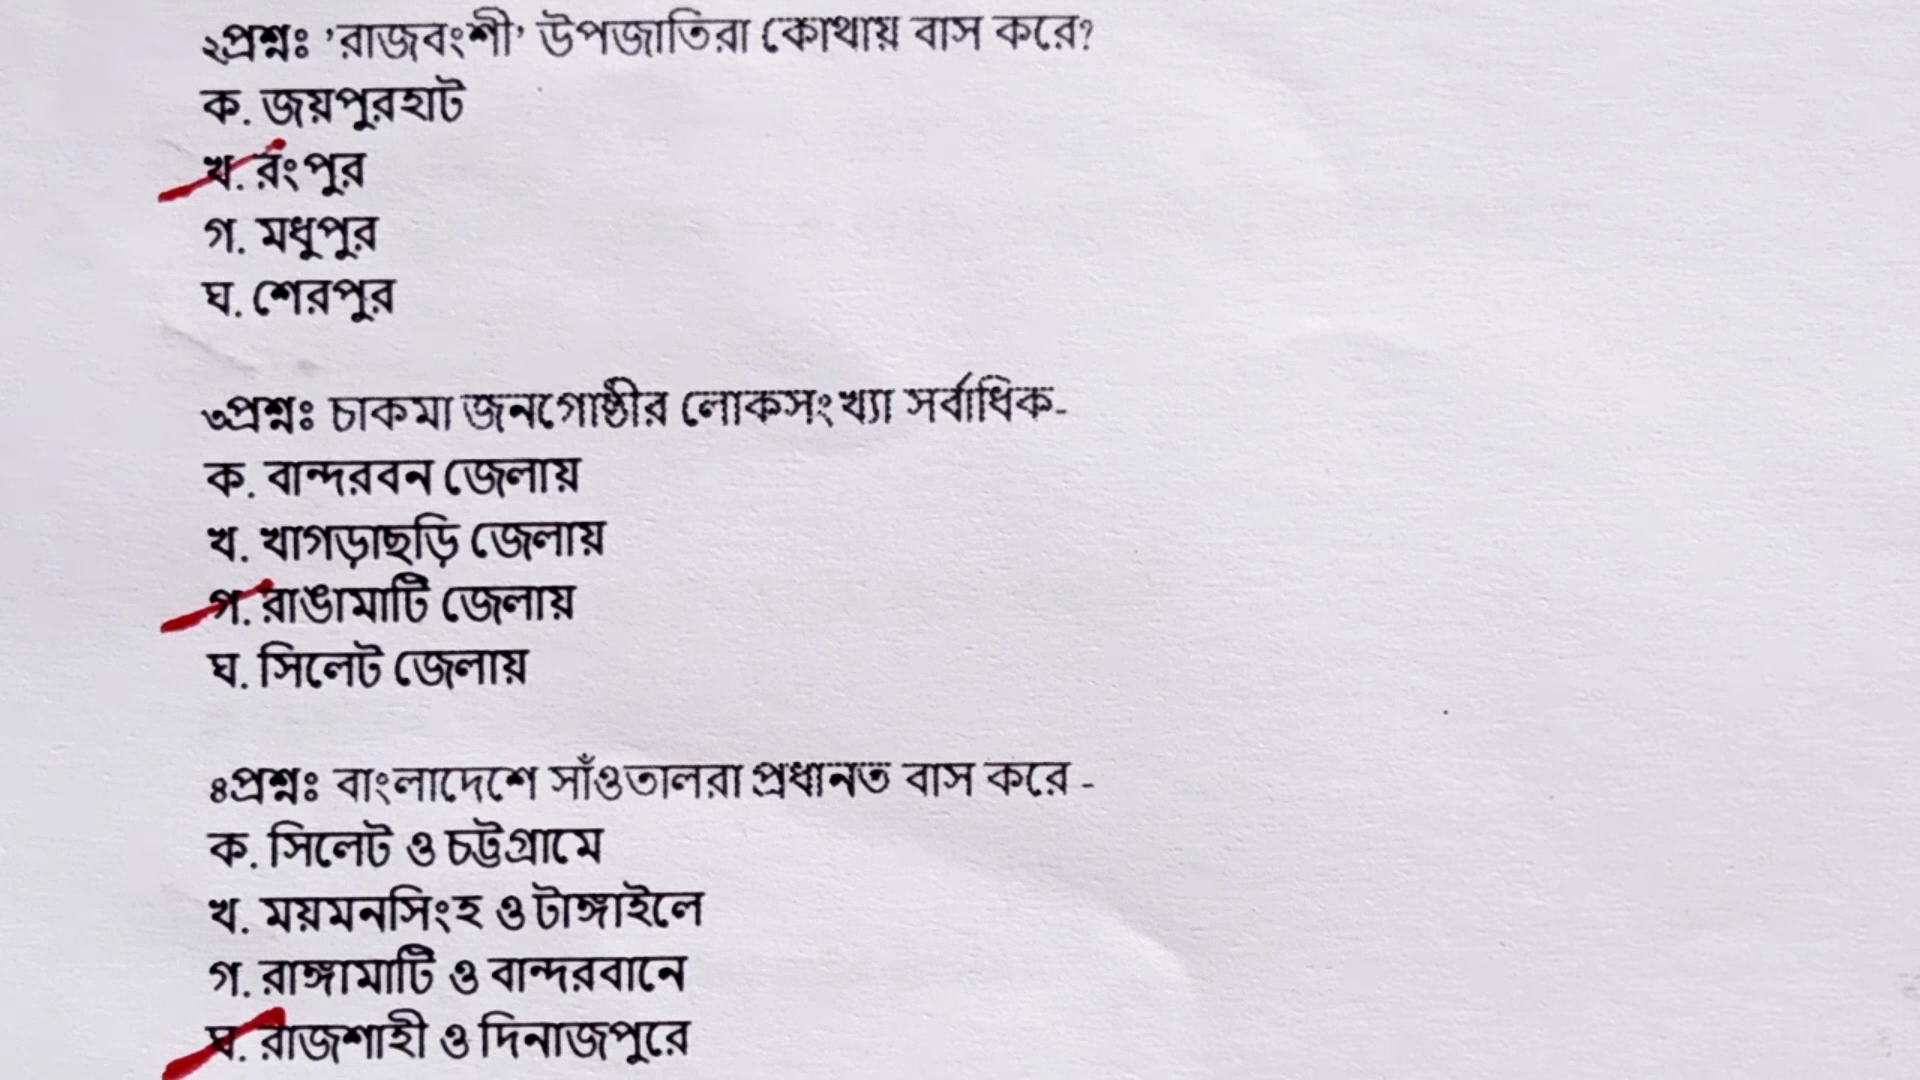 ২প্রশ্নঃ ’রাজবংশী’ উপজাতিরা কোথায় বাস করে?
ক. জয়পুরহাট
খ. রংপুর
গ. মধুপুর
ঘ. শেরপুর
৩প্রশ্নঃ চাকমা জনগোষ্ঠীর লোকসংখ্যা সর্বাধিক-
ক. বান্দরবন জেলায়
খ. খাগড়াছড়ি জেলায়
গ. রাঙামাটি জেলায়
ঘ. সিলেট জেলায়
৪প্রশ্নঃ বাংলাদেশে সাঁওতালরা প্রধানত বাস করে -
ক. সিলেট ও চট্টগ্রামে
খ. ময়মনসিংহ ও টাঙ্গাইলে
গ. রাঙ্গামাটি ও বান্দরবানে
ঘ. রাজশাহী ও দিনাজপুরে